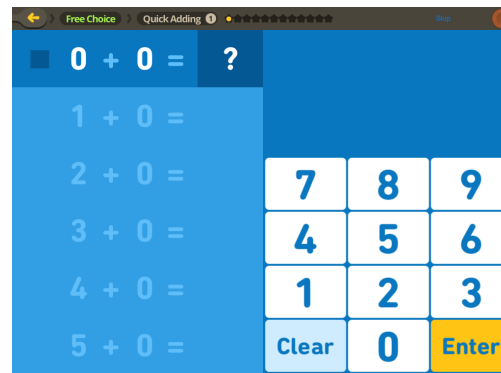 Free Choice Quick Adding 1 Skip
0 + 0 = ?
1 + 0 =
2 + 0 =
3 + 0 =
4 + 0 =
5 + 0 =
7 8 9
4 5 6
1 2 3
Clear 0 Enter